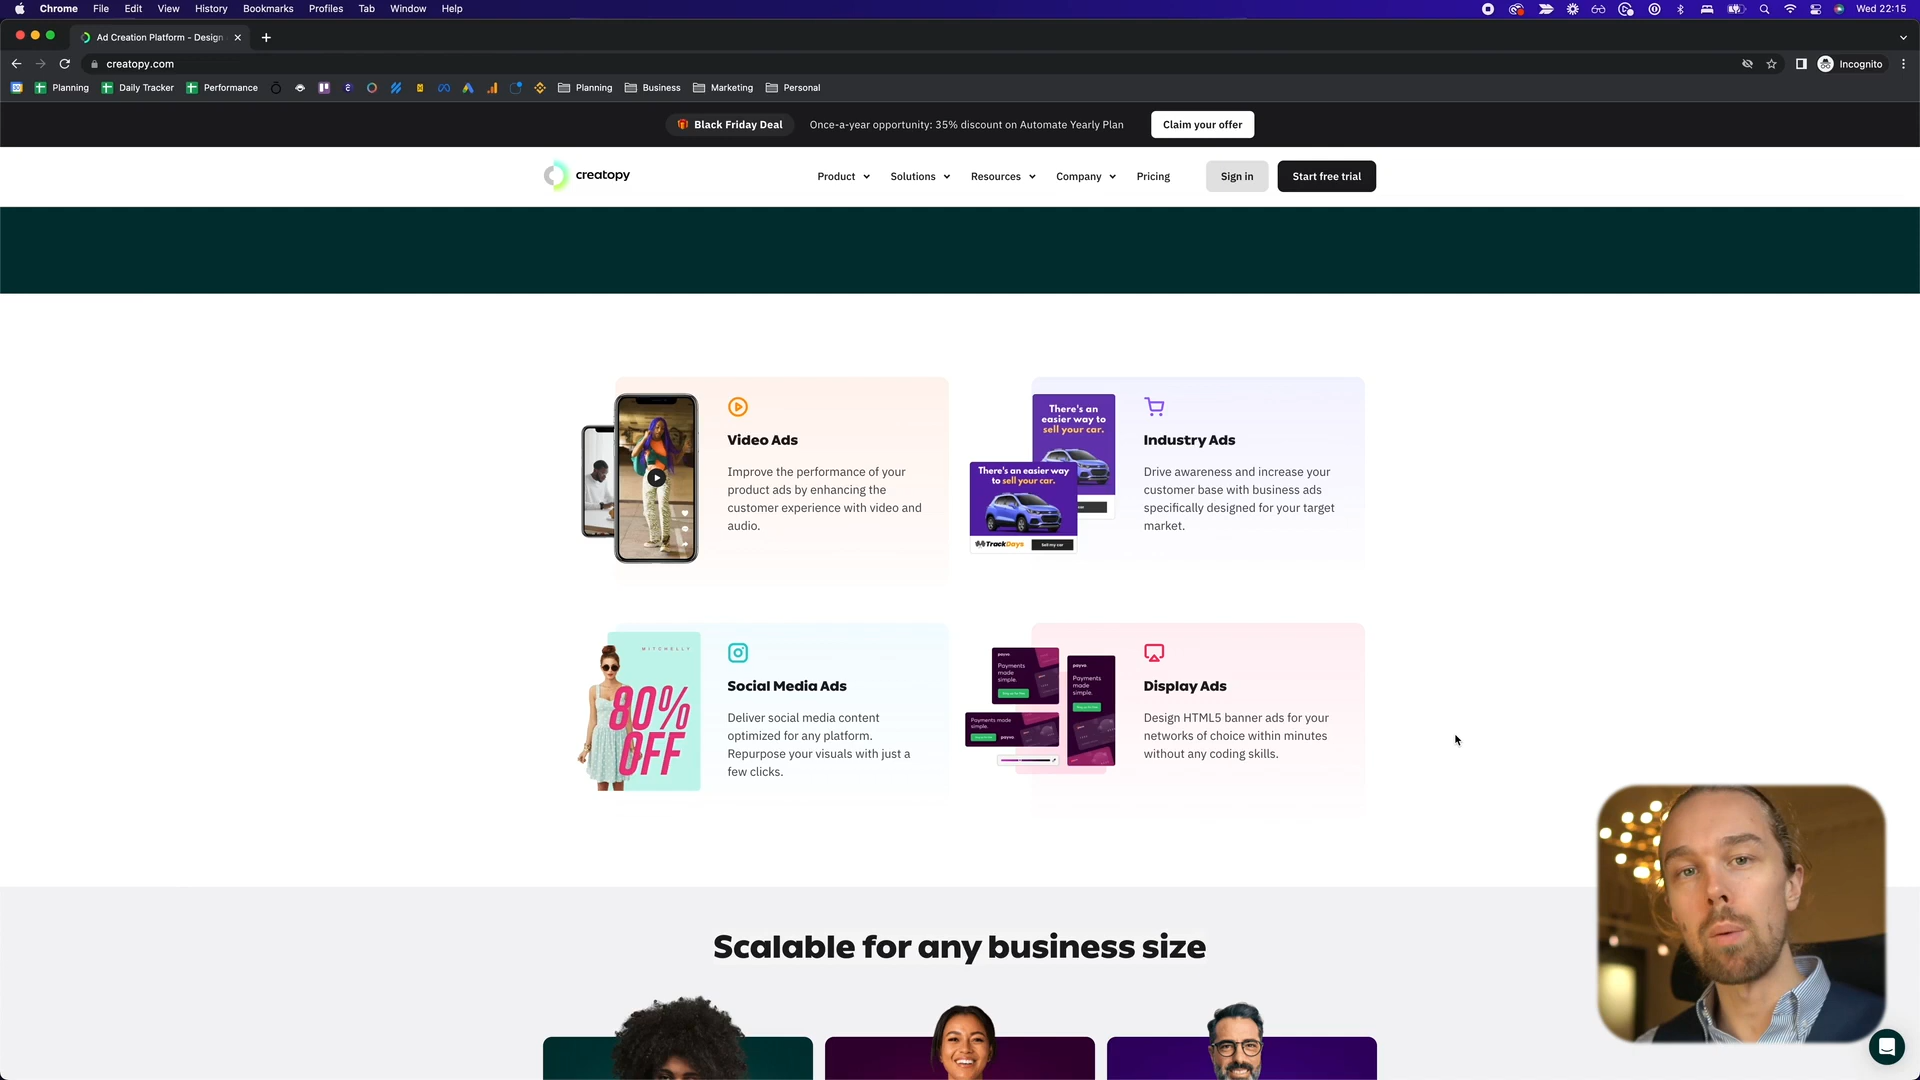 Chrome File Edit View History Bookmarks Profiles Tab Window Help
Wed 22:15
Ad Creation Platform - Design
creatopy.com
Incognito
Planning Daily Tracker Performance Planning Business Marketing Personal
Black Friday Deal
Once-a-year opportunity: 35% discount on Automate Yearly Plan
Claim your offer
creatopy
Product Solutions Resources Company Pricing
Sign in
Start free trial
Video Ads
Improve the performance of your
product ads by enhancing the
customer experience with video and
audio.
There's an
easier way to
sell your car.
There's an easier way
to sell your car.
TrackDays
Sell my car
Industry Ads
Drive awareness and increase your
customer base with business ads
specifically designed for your target
market.
MITCHELLY
80%
OFF
Social Media Ads
Deliver social media content
optimized for any platform.
Repurpose your visuals with just a
few clicks.
payvo
Payments
made
simple.
payvo
Payments
made
simple.
Payments made
simple.
payvo
Display Ads
Design HTML5 banner ads for your
networks of choice within minutes
without any coding skills.
Scalable for any business size